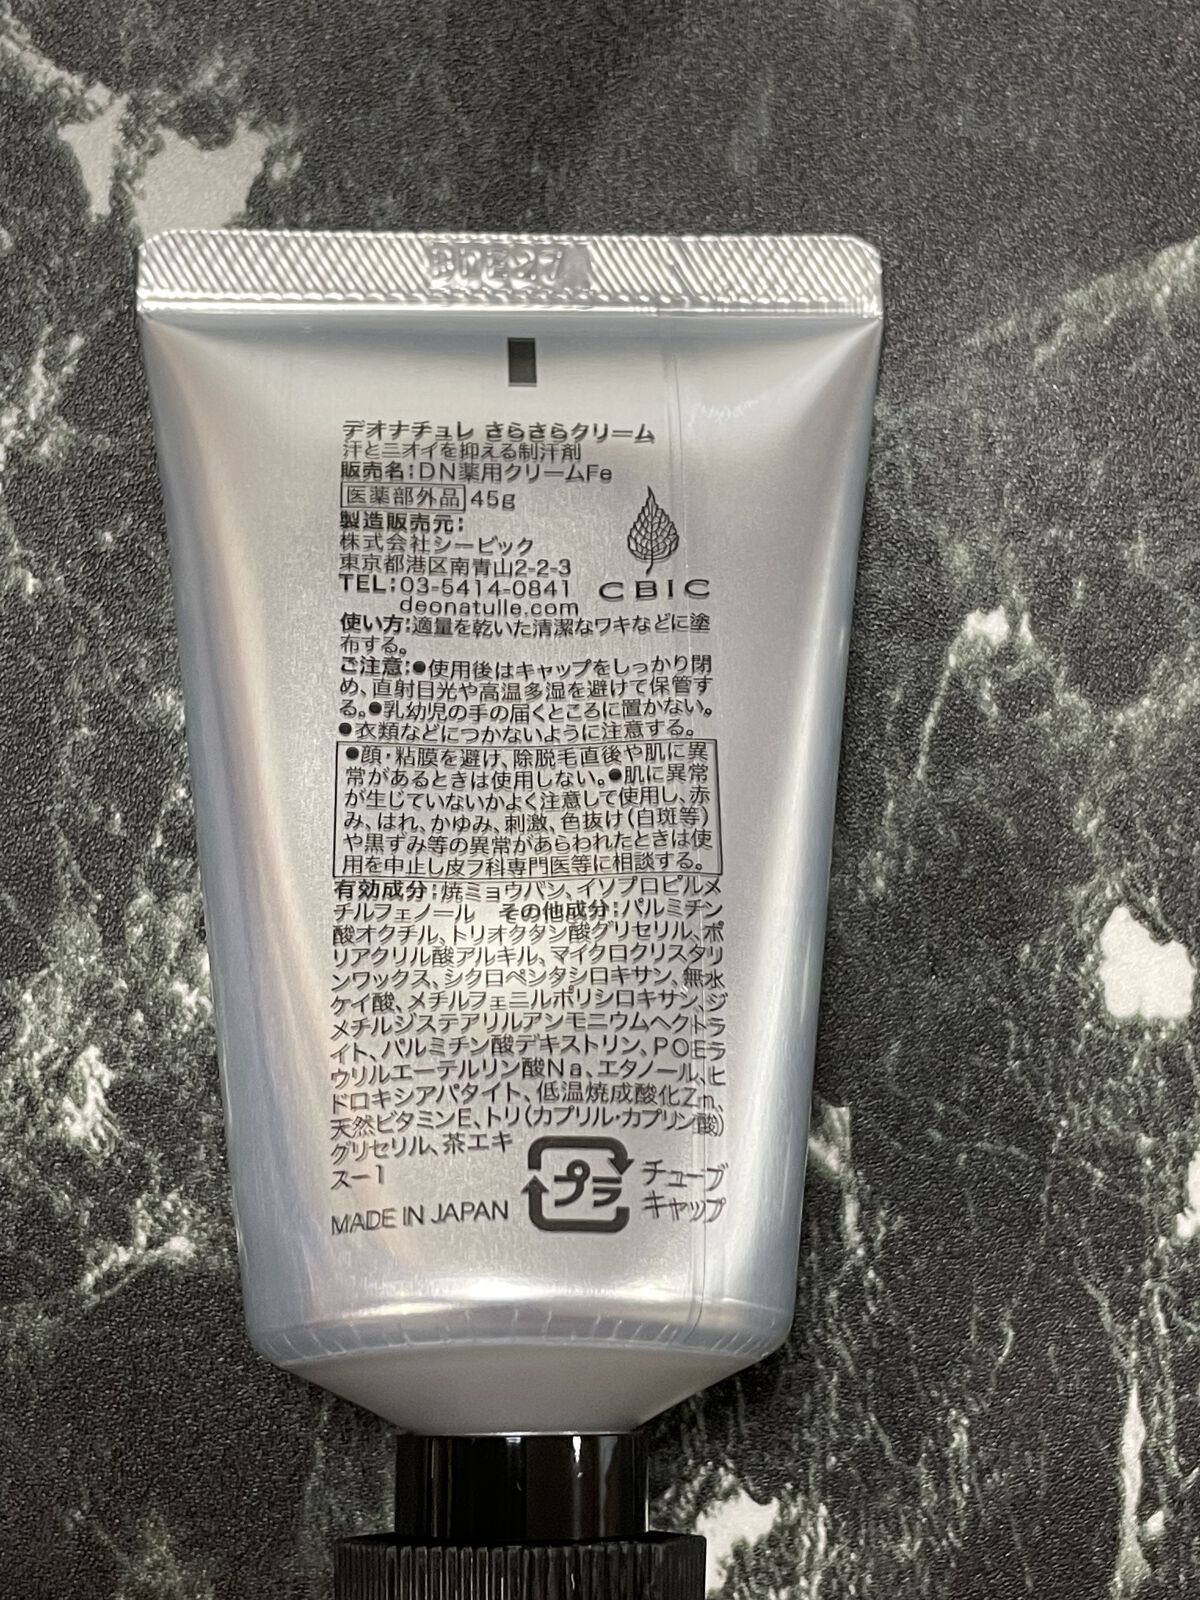 デオナチュレ さらさらクリーム
汗とニオイを抑える制汗剤
販売名:DN薬用クリームFe
医薬部外品 45g
製造販売元:
株式会社シービック
東京都港区南青山2-2-3
TEL:03-5414-0841
deonatulle.com
CBIC
使い方:適量を乾いた清潔なワキなどに塗
布する。
ご注意:●使用後はキャップをしっかり閉
め、直射日光や高温多湿を避けて保管す
る。●乳幼児の手の届くところに置かない。
●衣類などにつかないように注意する。
●顔・粘膜を避け、除脱毛直後や肌に異
常があるときは使用しない。●肌に異常
が生じていないかよく注意して使用し、赤
み、はれ、かゆみ、刺激、色抜け(白斑等)
や黒ずみ等の異常があらわれたときは使
用を中止し皮フ科専門医等に相談する。
有効成分:焼ミョウバン、イソプロピルメ
チルフェノール その他成分:パルミチン
酸オクチル、トリオクタン酸グリセリル、ポ
リアクリル酸アルキル、マイクロクリスタリ
ンワックス、シクロペンタシロキサン、無水
ケイ酸、メチルフェニルポリシロキサン、ジ
メチルジステアリルアンモニウムヘクトラ
イト、パルミチン酸デキストリン、POEラ
ウリルエーテルリン酸Na、エタノール、ヒ
ドロキシアパタイト、低温焼成酸化Zn、
天然ビタミンE、トリ(カプリル・カプリン酸)
グリセリル、茶エキ
ス-1
MADE IN JAPAN
プラ
チューブ
キャップ